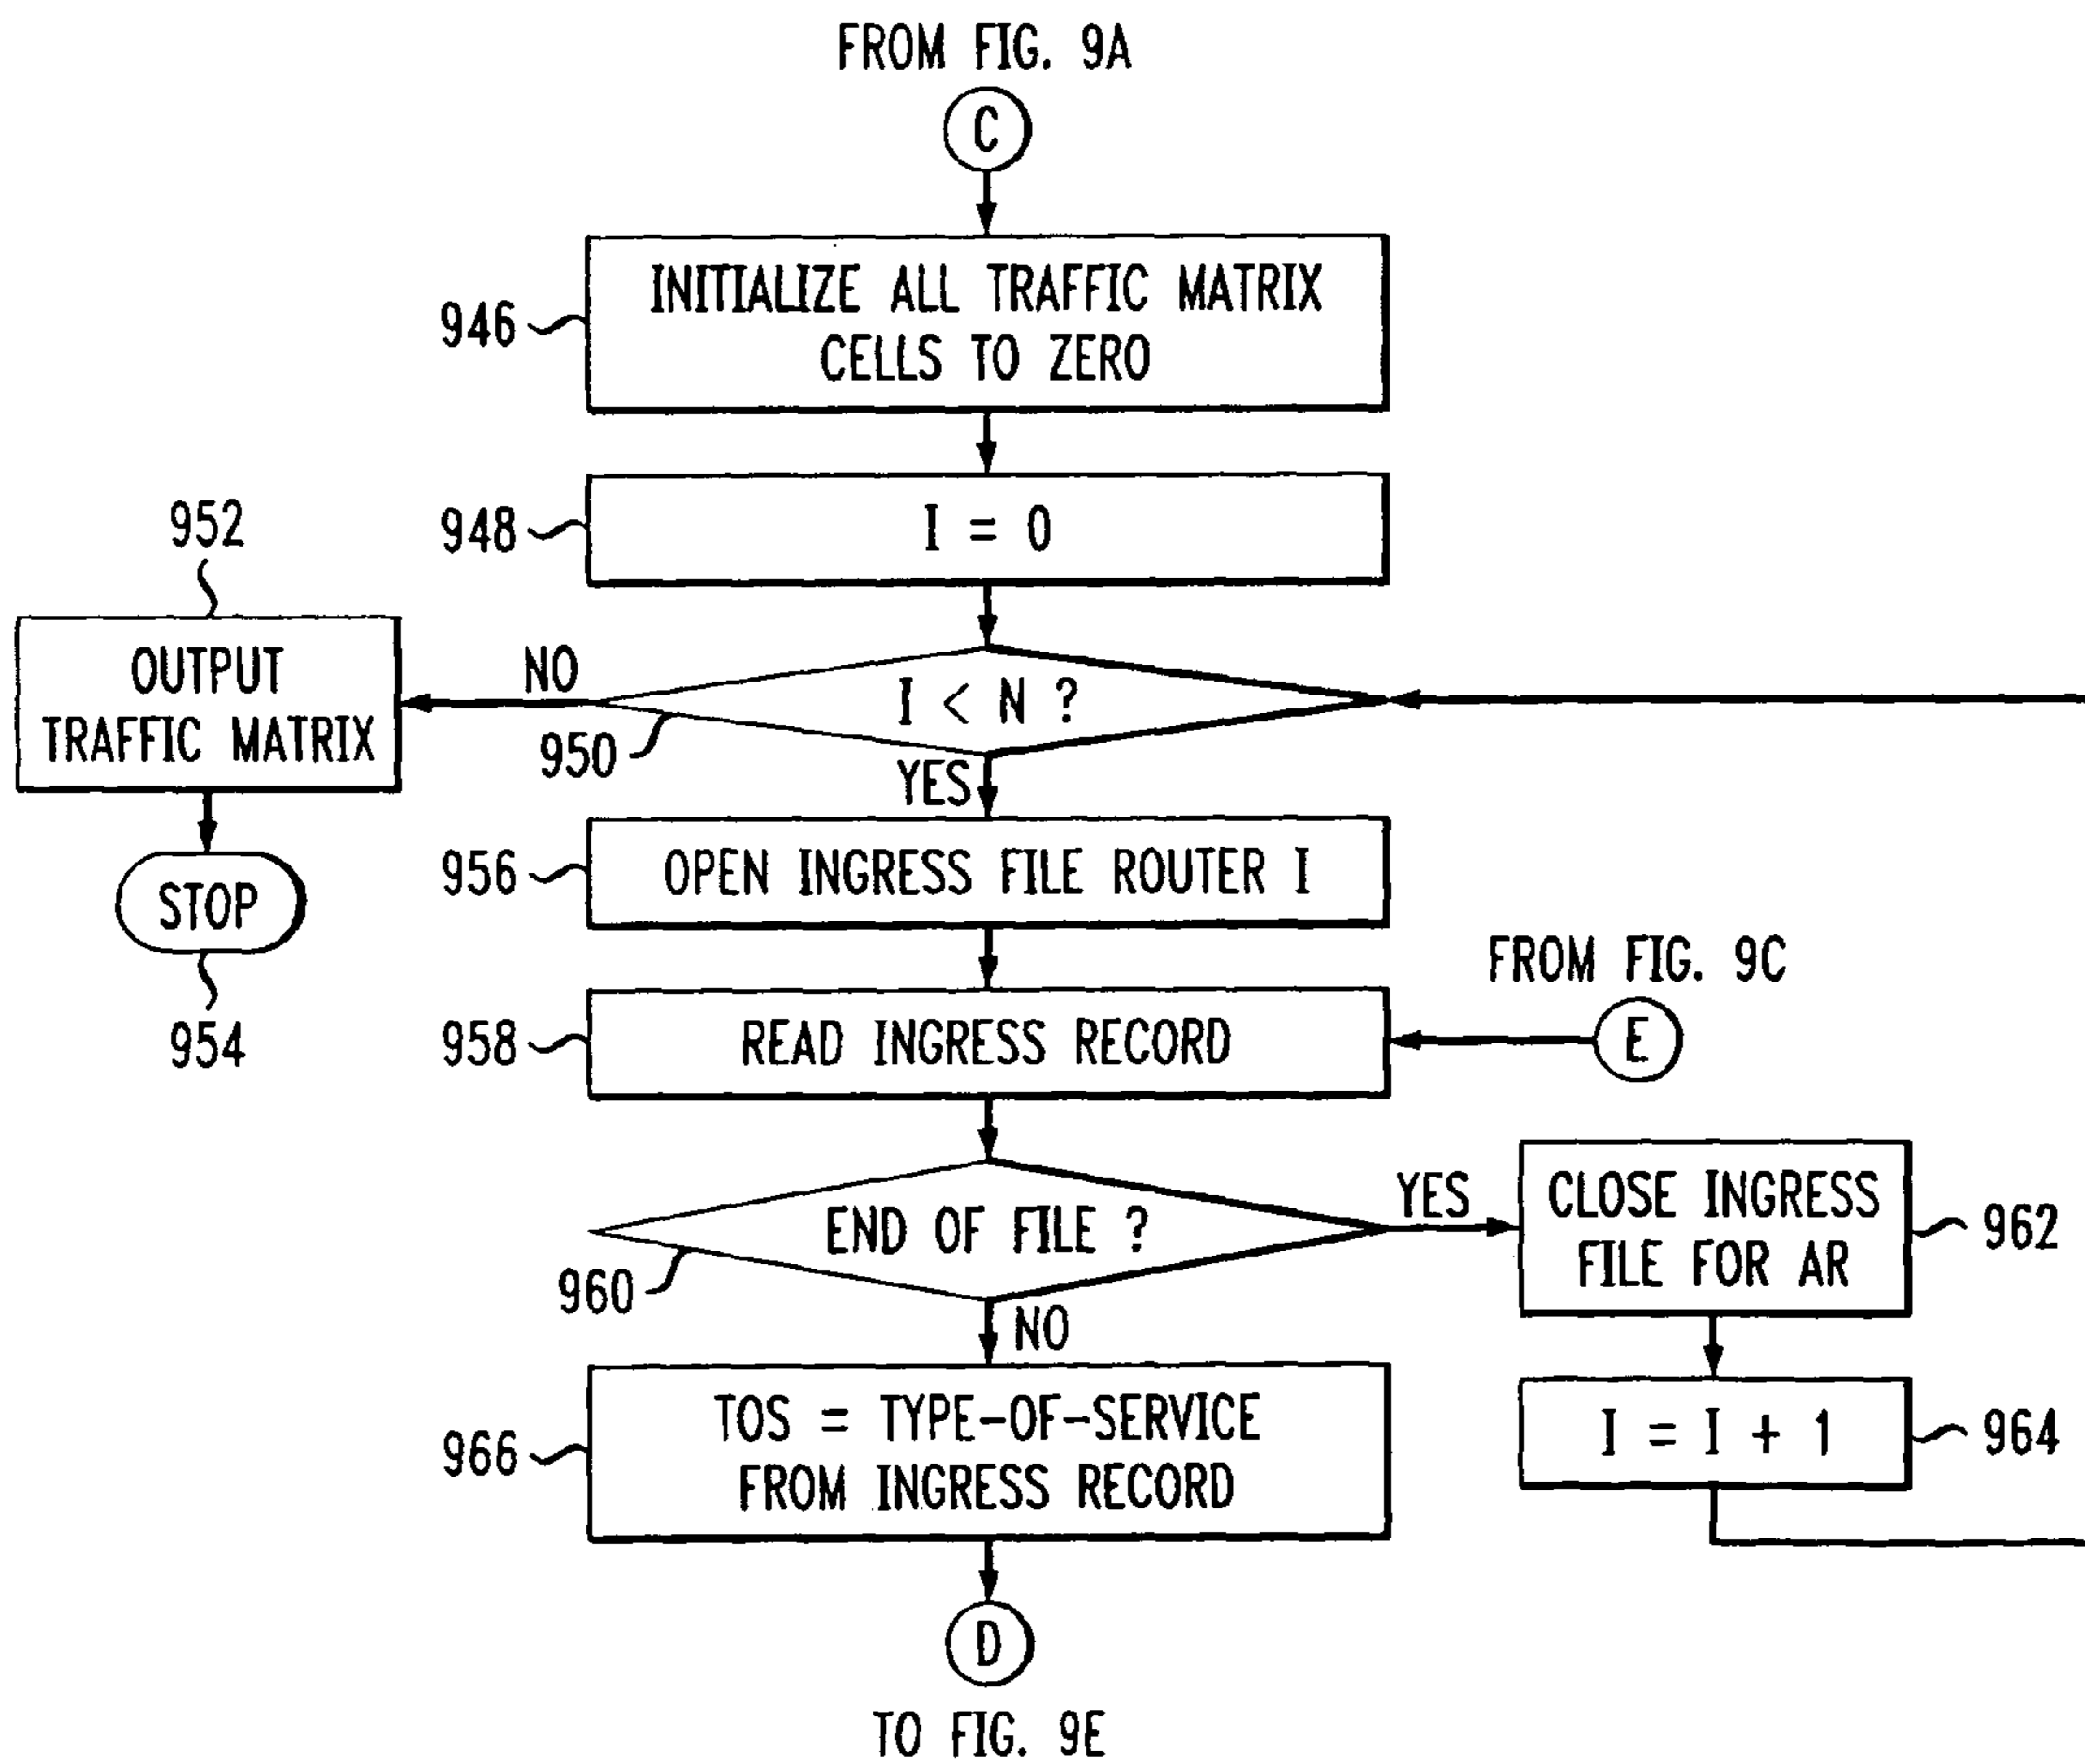 FROM FIG. 9A
C
946
INITIALIZE ALL TRAFFIC MATRIX
CELLS TO ZERO
948
I = 0
952
OUTPUT
TRAFFIC MATRIX
NO
I < N ?
950
YES
STOP
954
956
OPEN INGRESS FILE ROUTER I
FROM FIG. 9C
958
READ INGRESS RECORD
E
END OF FILE ?
960
YES
CLOSE INGRESS
FILE FOR AR
962
NO
966
TOS = TYPE-OF-SERVICE
FROM INGRESS RECORD
I = I + 1
964
D
TO FIG. 9E